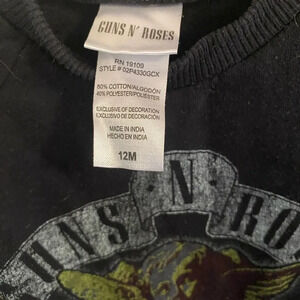 GUNS N' ROSES
RN 19109
STYLE # 02P4330GCX
60% COTTON/ALGODÓN
40% POLYESTER/POLIÉSTER
EXCLUSIVE OF DECORATION
EXCLUSIVO DE DECORACIÓN
MADE IN INDIA
HECHO EN INDIA
12M
GUNS N' RO